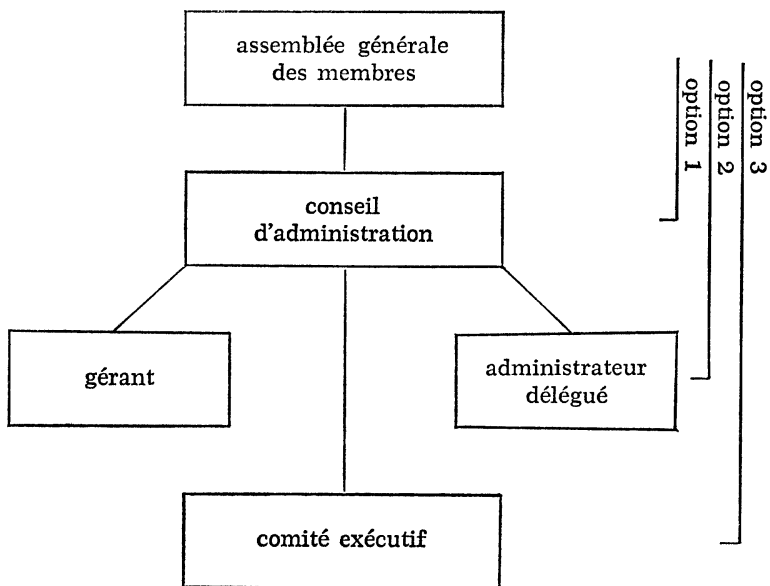 assemblée générale
des membres
option 1
option 2
option 3
conseil
d'administration
gérant
administrateur
délégué
comité exécutif